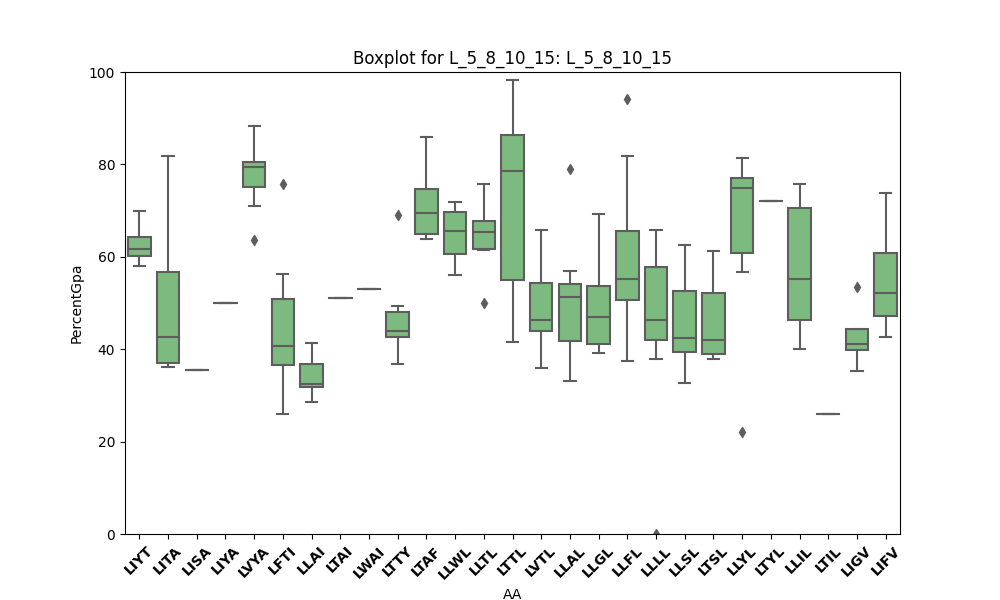 Boxplot for L_5_8_10_15: L_5_8_10_15
100
80
60
40
20
0
PercentGpa
LIYT LITA LISA LIYA LVYA LFTI LLAI LTAI LWAI LTTY LTAF LLWL LLTL LTTL LVTL LLAL LLGL LLFL LLLL LLSL LTSL LLYL LTYL LLIL LTIL LIGV LIFV
AA